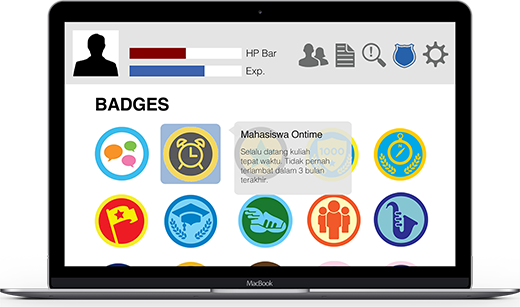 HP Bar
Exp.
BADGES
Mahasiswa Ontime
Selalu datang kuliah
tepat waktu. Tidak pernah
terlambat dalam 3 bulan
terakhir.
1000
MacBook